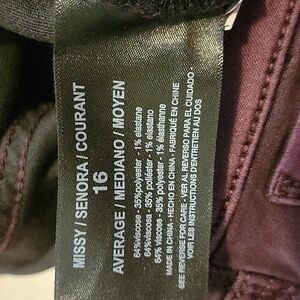 MISSY / SENORA / COURANT
16
AVERAGE / MEDIANO / MOYEN
64%viscose - 35%polyester - 1% elastane
64%viscosa - 35% poliéster - 1% elastano
64% viscose - 35%polyester - 1% élasthanne
MADE IN CHINA - HECHO EN CHINA - FABRIQUÉ EN CHINE
•SEE REVERSE FOR CARE • VER AL REVERSO PARA EL CUIDADO •
VOIR LES INSTRUCTIONS D'ENTRETIEN AU DOS